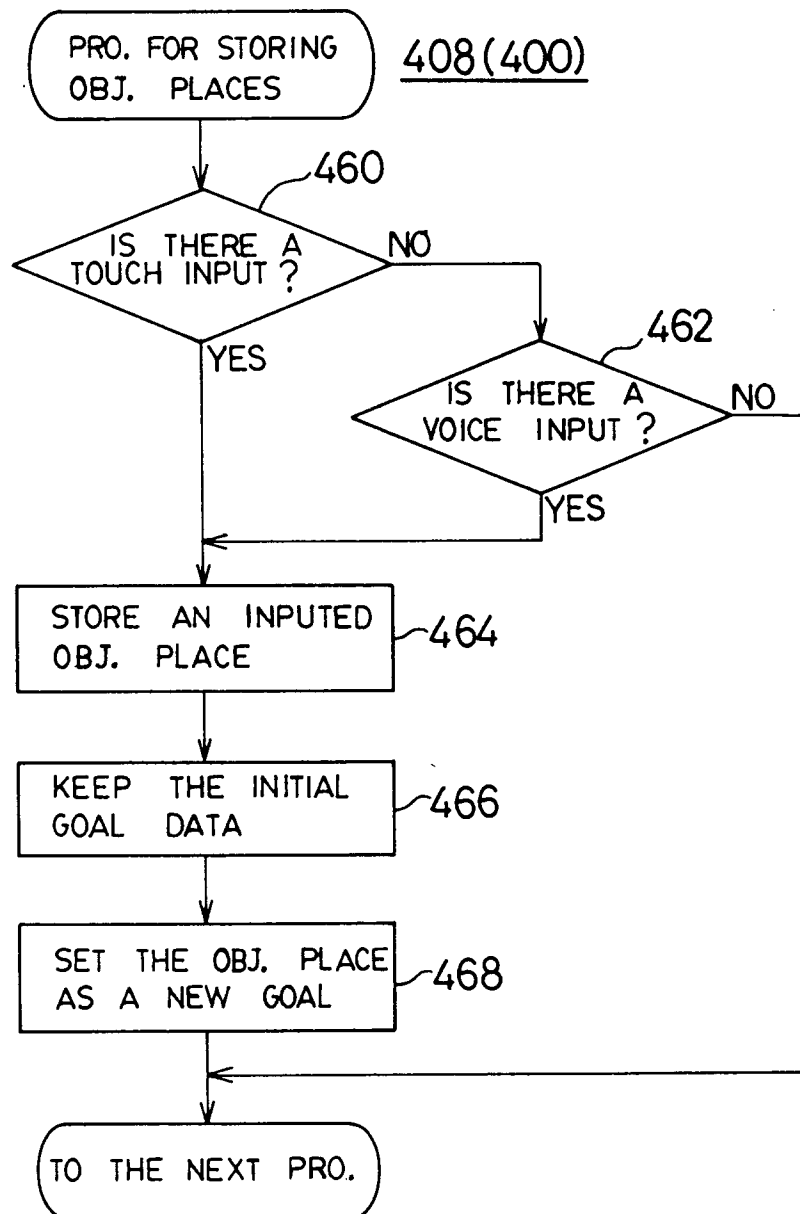 PRO. FOR STORING
OBJ. PLACES
408(400)
460
IS THERE A
TOUCH INPUT?
NO
YES
462
IS THERE A
VOICE INPUT?
NO
YES
STORE AN INPUTED
OBJ. PLACE
464
KEEP THE INITIAL
GOAL DATA
466
SET THE OBJ. PLACE
AS A NEW GOAL
468
TO THE NEXT PRO.